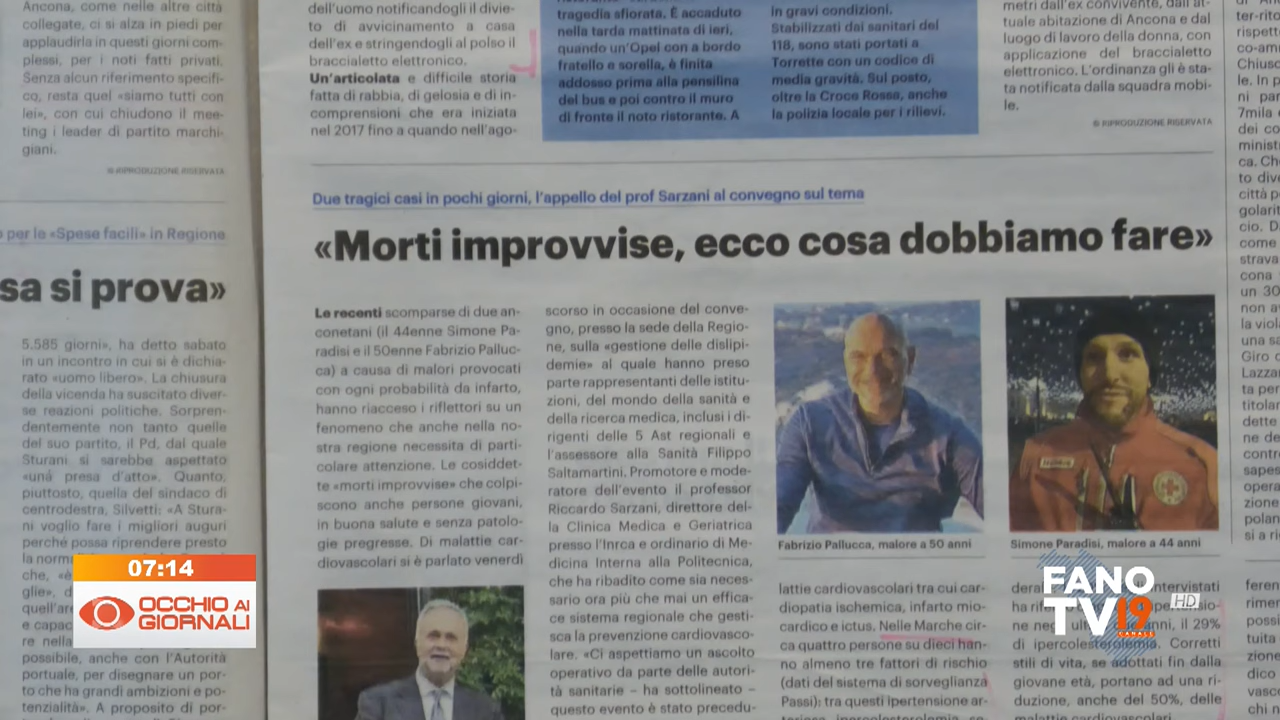 Ancona, come nelle altre città
collegate, si alza in piedi per
applaudirla in questi giorni com-
plessi, per i noti fatti privati.
Senza alcun riferimento specifi-
co, resta quel «siamo tutti con
lei», con cui chiudono il mee-
ting i leader di partito marchi-
giani.
© RIPRODUZIONE RISERVATA
o per le «Spese facili» in Regione
sa si prova»
5.585 giorni», ha detto sabato
in un incontro in cui si è dichia-
rato «uomo libero». La chiusura
della vicenda ha suscitato diver-
se reazioni politiche. Sorpren-
dentemente non tanto quelle
del suo partito, il Pd, dal quale
Sturani si sarebbe aspettato
«una presa d'atto». Quanto,
piuttosto, quella del sindaco di
centrodestra, Silvetti: «A Stura-
ni voglio fare i migliori auguri
perché possa riprendere presto
la norm
che, «è
glie», d
quell'ar
e capac
re nella
possibile, anche con l'Autorità
portuale, per disegnare un por-
to che ha grandi ambizioni e po-
tenzialità». A proposito di por-
dell'uomo notificandogli il divie-
to di avvicinamento a casa
dell'ex e stringendogli al polso il
braccialetto elettronico.
Un'articolata e difficile storia
fatta di rabbia, di gelosia e di in-
comprensioni che era iniziata
nel 2017 fino a quando nell'ago-
tragedia sfiorata. È accaduto
nella tarda mattinata di ieri,
quando un'Opel con a bordo
fratello e sorella, è finita
addosso prima alla pensilina
del bus e poi contro il muro
di fronte il noto ristorante. A
in gravi condizioni.
Stabilizzati dai sanitari del
118, sono stati portati a
Torrette con un codice di
media gravità. Sul posto,
oltre la Croce Rossa, anche
la polizia locale per i rilievi.
metri dall'ex convivente, dall'at-
tuale abitazione di Ancona e dal
luogo di lavoro della donna, con
applicazione del braccialetto
elettronico. L'ordinanza gli è sta-
ta notificata dalla squadra mobi-
le.
© RIPRODUZIONE RISERVATA
Due tragici casi in pochi giorni, l'appello del prof Sarzani al convegno sul tema
«Morti improvvise, ecco cosa dobbiamo fare»
Le recenti scomparse di due an-
conetani (il 44enne Simone Pa-
radisi e il 50enne Fabrizio Palluc-
ca) a causa di malori provocati
con ogni probabilità da infarto,
hanno riacceso i riflettori su un
fenomeno che anche nella no-
stra regione necessita di parti-
colare attenzione. Le cosiddet-
te «morti improvvise» che colpi-
scono anche persone giovani,
in buona salute e senza patolo-
gie pregresse. Di malattie car-
diovascolari si è parlato venerdì
scorso in occasione del conve-
gno, presso la sede della Regio-
ne, sulla «gestione delle dislipi-
demie» al quale hanno preso
parte rappresentanti delle istitu-
zioni, del mondo della sanità e
della ricerca medica, inclusi i di-
rigenti delle 5 Ast regionali e
l'assessore alla Sanità Filippo
Saltamartini. Promotore e mode-
ratore dell'evento il professor
Riccardo Sarzani, direttore del-
la Clinica Medica e Geriatrica
presso l'Inrca e ordinario di Me-
dicina Interna alla Politecnica,
che ha ribadito come sia neces-
sario ora più che mai un effica-
ce sistema regionale che gesti-
sca la prevenzione cardiovasco-
lare. «Ci aspettiamo un ascolto
operativo da parte delle autori-
tà sanitarie – ha sottolineato –
questo evento è stato precedu-
Fabrizio Pallucca, malore a 50 anni
Simone Paradisi, malore a 44 anni
lattie cardiovascolari tra cui car-
diopatia ischemica, infarto mio-
cardico e ictus. Nelle Marche cir-
ca quattro persone su dieci han-
no almeno tre fattori di rischio
(dati del sistema di sorveglianza
Passi): tra questi ipertensione ar-
intervistati
ha
anni, il 29%
di ipercolesterolemia. Corretti
stili di vita, se adottati fin dalla
giovane età, portano ad una ri-
duzione, anche del 50%, delle
malattie cardiovascolari
07:14
OCCHIO AI
GIORNALI
FANO
TV19 HD
CANALE